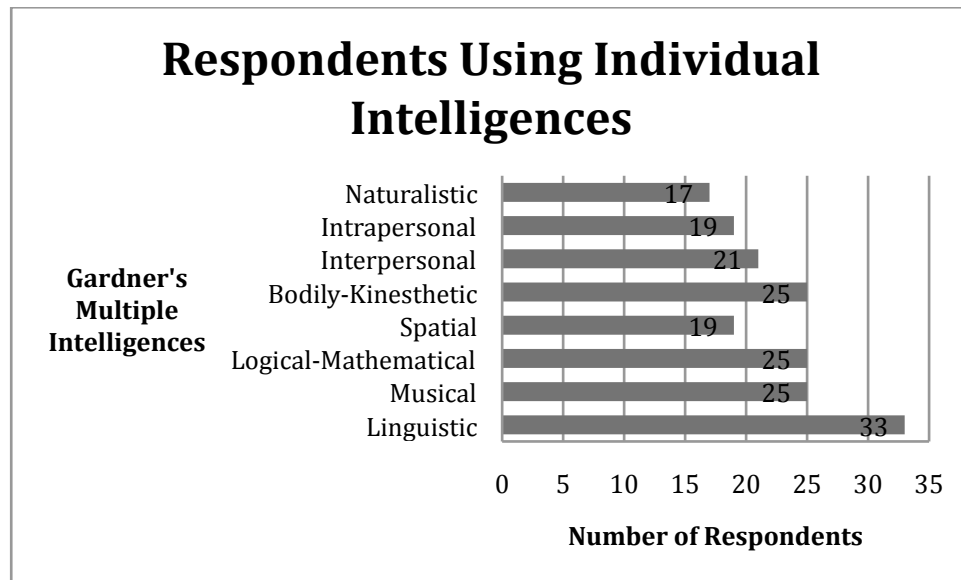 Respondents Using Individual
Intelligences
Gardner's
Multiple
Intelligences
Naturalistic 17
Intrapersonal 19
Interpersonal 21
Bodily-Kinesthetic 25
Spatial 19
Logical-Mathematical 25
Musical 25
Linguistic 33
0 5 10 15 20 25 30 35
Number of Respondents